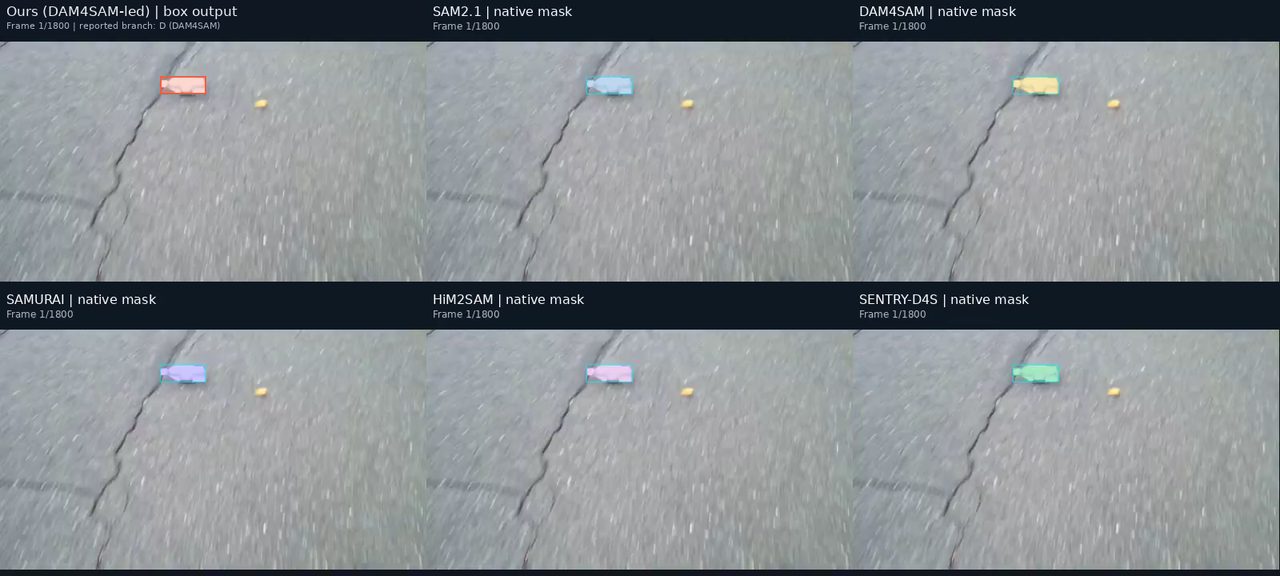 Ours (DAM4SAM-led) | box output
Frame 1/1800 | reported branch: D (DAM4SAM)
SAM2.1 | native mask
Frame 1/1800
DAM4SAM | native mask
Frame 1/1800
SAMURAI | native mask
Frame 1/1800
HiM2SAM | native mask
Frame 1/1800
SENTRY-D4S | native mask
Frame 1/1800